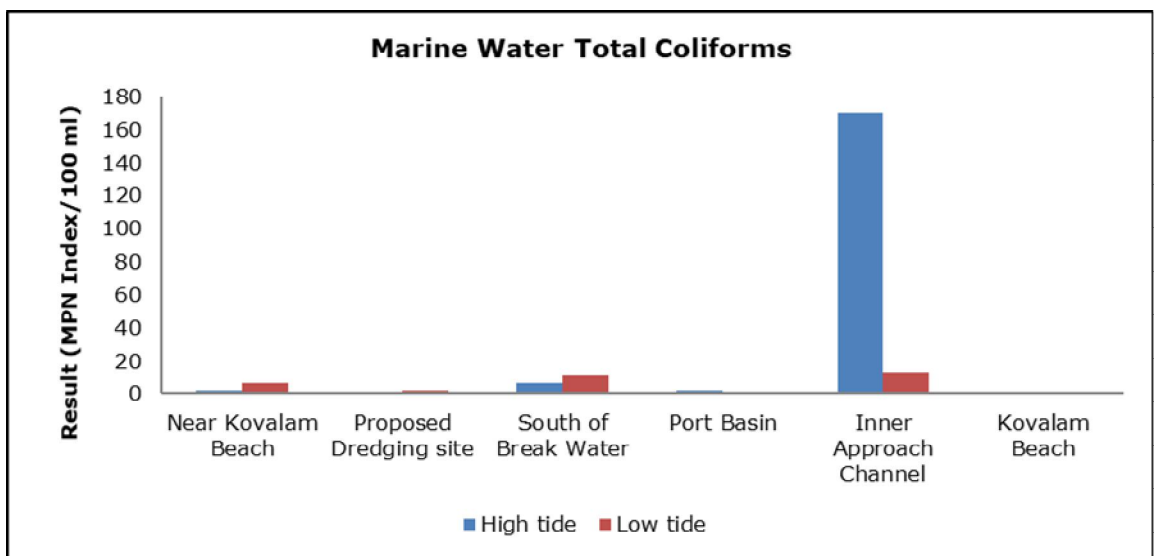 Marine Water Total Coliforms
Result (MPN Index/100 ml)
180
160
140
120
100
80
60
40
20
0
Near Kovalam
Beach
Proposed
Dredging site
South of
Break Water
Port Basin
Inner
Approach
Channel
Kovalam
Beach
High tide
Low tide